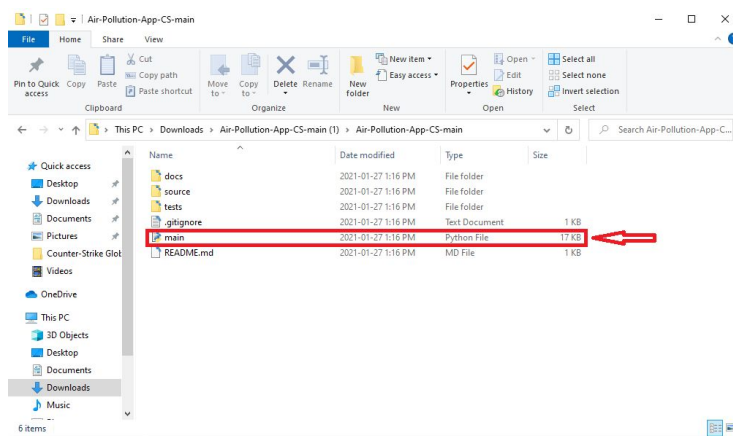 Air-Pollution-App-CS-main
File Home Share View
Pin to Quick access
Copy
Paste
Cut
Copy path
Paste shortcut
Clipboard
Move to
Copy to
Delete
Rename
Organize
New folder
New item
Easy access
New
Properties
Open
Edit
History
Open
Select all
Select none
Invert selection
Select
This PC > Downloads > Air-Pollution-App-CS-main (1) > Air-Pollution-App-CS-main
Search Air-Pollution-App-C...
Name Date modified Type Size
docs 2021-01-27 1:16 PM File folder
source 2021-01-27 1:16 PM File folder
tests 2021-01-27 1:16 PM File folder
.gitignore 2021-01-27 1:16 PM Text Document 1 KB
main 2021-01-27 1:16 PM Python File 17 KB
README.md 2021-01-27 1:16 PM MD File 1 KB
Quick access
Desktop
Downloads
Documents
Pictures
Counter-Strike Glob
Videos
OneDrive
This PC
3D Objects
Desktop
Documents
Downloads
Music
6 items